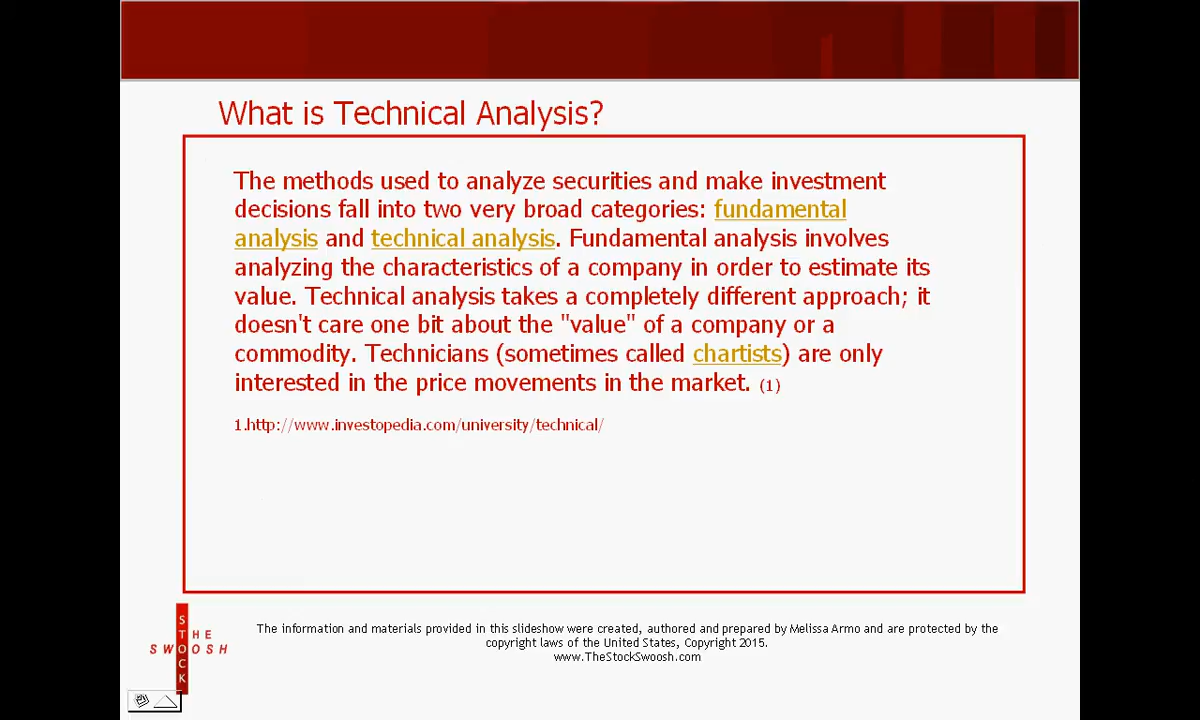 What is Technical Analysis?
The methods used to analyze securities and make investment
decisions fall into two very broad categories: fundamental
analysis and technical analysis. Fundamental analysis involves
analyzing the characteristics of a company in order to estimate its
value. Technical analysis takes a completely different approach; it
doesn't care one bit about the "value" of a company or a
commodity. Technicians (sometimes called chartists) are only
interested in the price movements in the market. (1)
1.http://www.investopedia.com/university/technical/
THE
STOCK
SWOOSH
The information and materials provided in this slideshow were created, authored and prepared by Melissa Armo and are protected by the
copyright laws of the United States, Copyright 2015.
www.TheStockSwoosh.com